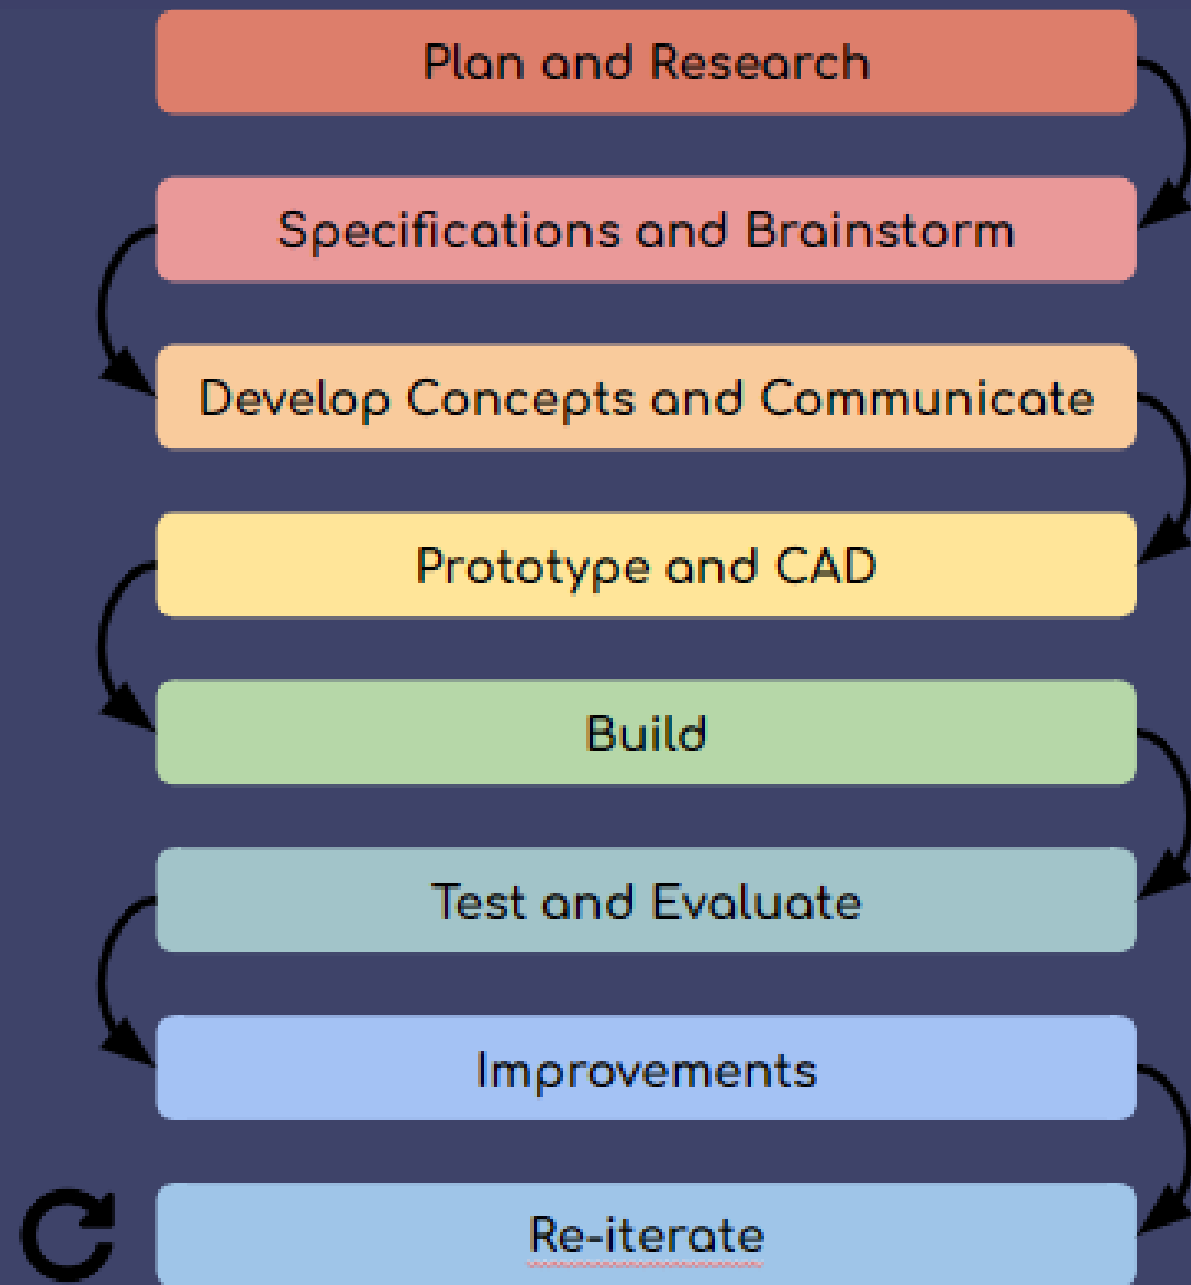 Plan and Research
Specifications and Brainstorm
Develop Concepts and Communicate
Prototype and CAD
Build
Test and Evaluate
Improvements
Re-iterate